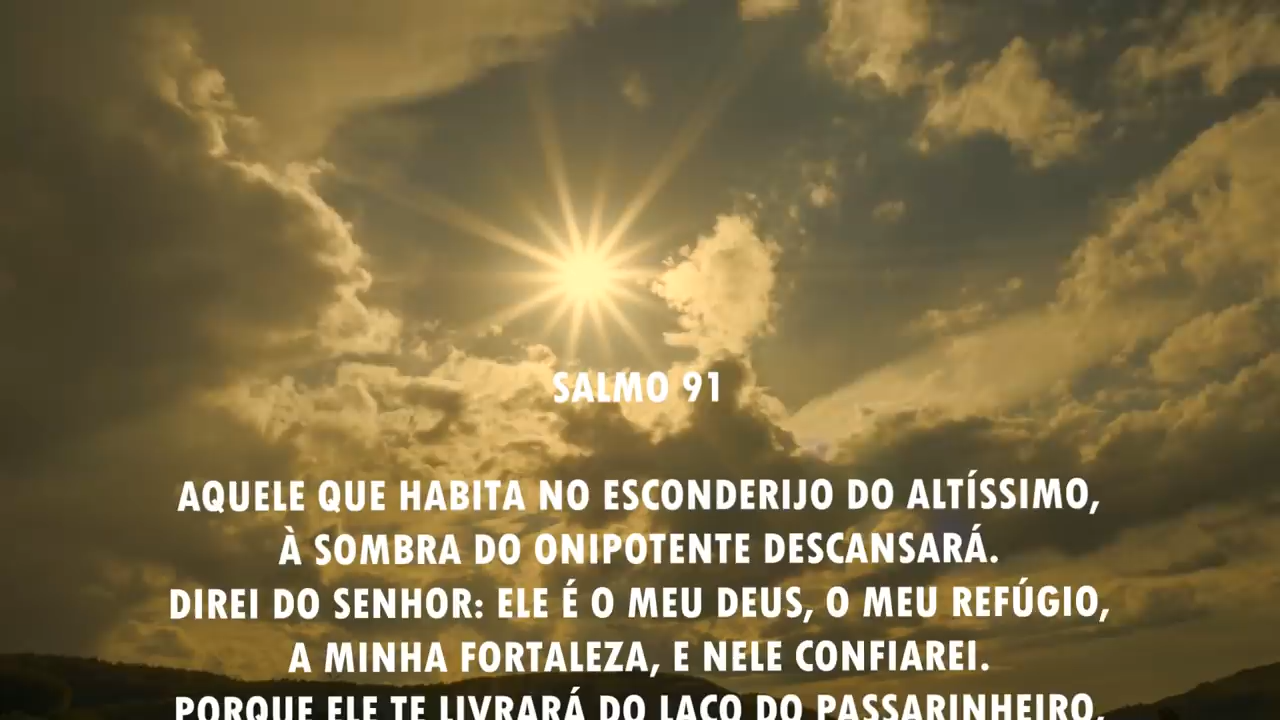 SALMO 91
AQUELE QUE HABITA NO ESCONDERIJO DO ALTÍSSIMO,
À SOMBRA DO ONIPOTENTE DESCANSARÁ.
DIREI DO SENHOR: ELE É O MEU DEUS, O MEU REFÚGIO,
A MINHA FORTALEZA, E NELE CONFIAREI.
PORQUE ELE TE LIVRARÁ DO LAÇO DO PASSARINHEIRO,